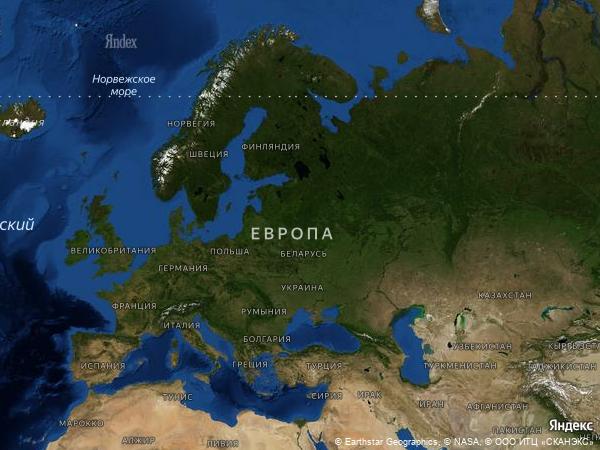 Яndex
Норвежское
море
НОРВЕГИЯ
ФИНЛЯНДИЯ
ШВЕЦИЯ
ский
ЕВРОПА
ВЕЛИКОБРИТАНИЯ
ПОЛЬША
БЕЛАРУСЬ
ГЕРМАНИЯ
УКРАИНА
КАЗАХСТАН
ФРАНЦИЯ
РУМЫНИЯ
ИТАЛИЯ
БОЛГАРИЯ
УЗБЕКИСТАН
КЫРГЫЗС
ИСПАНИЯ
ГРЕЦИЯ
ТУРЦИЯ
ТУРКМЕНИСТАН
ТАДЖИКИСТАН
ТУНИС
СИРИЯ
ИРАК
ИРАН
АФГАНИСТАН
МАРОККО
Яндекс
ПАКИСТАН
АЛЖИР
ЛИВИЯ
© Earthstar Geographics, © NASA, © ООО ИТЦ «СКАНЭКС»